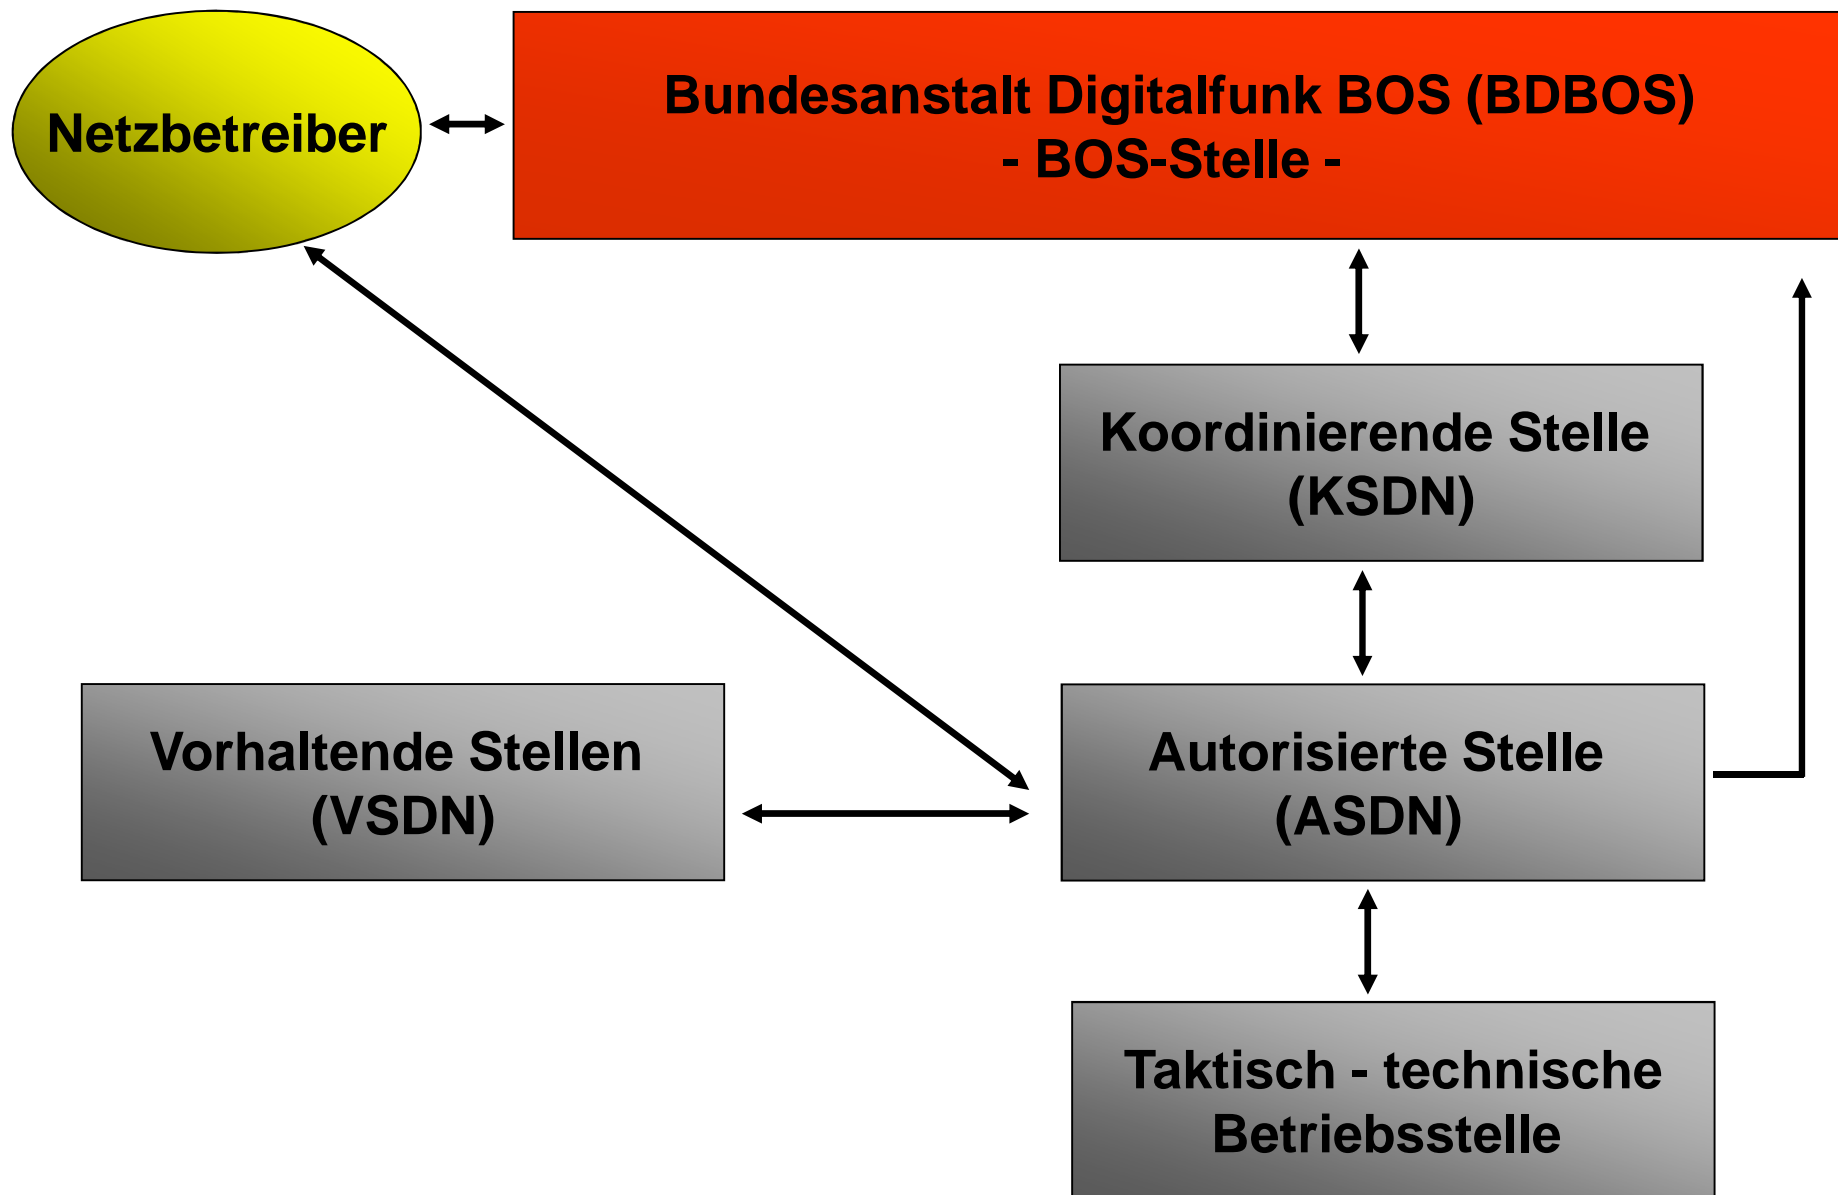 Netzbetreiber
Bundesanstalt Digitalfunk BOS (BDBOS)
- BOS-Stelle -
Koordinierende Stelle
(KSDN)
Vorhaltende Stellen
(VSDN)
Autorisierte Stelle
(ASDN)
Taktisch - technische
Betriebsstelle